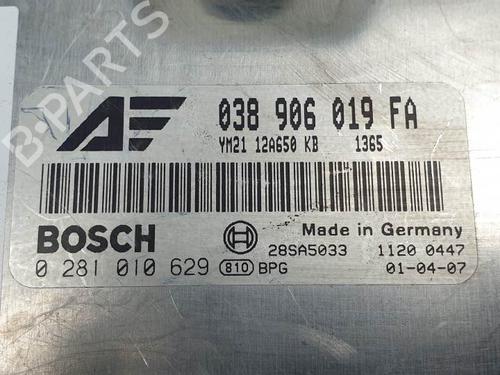 B-PARTS
AF 038 906 019 FA
YM21 12A650 KB 1365
BOSCH Made in Germany
28SA5033 1120 0447
0 281 010 629 810 BPG 01-04-07